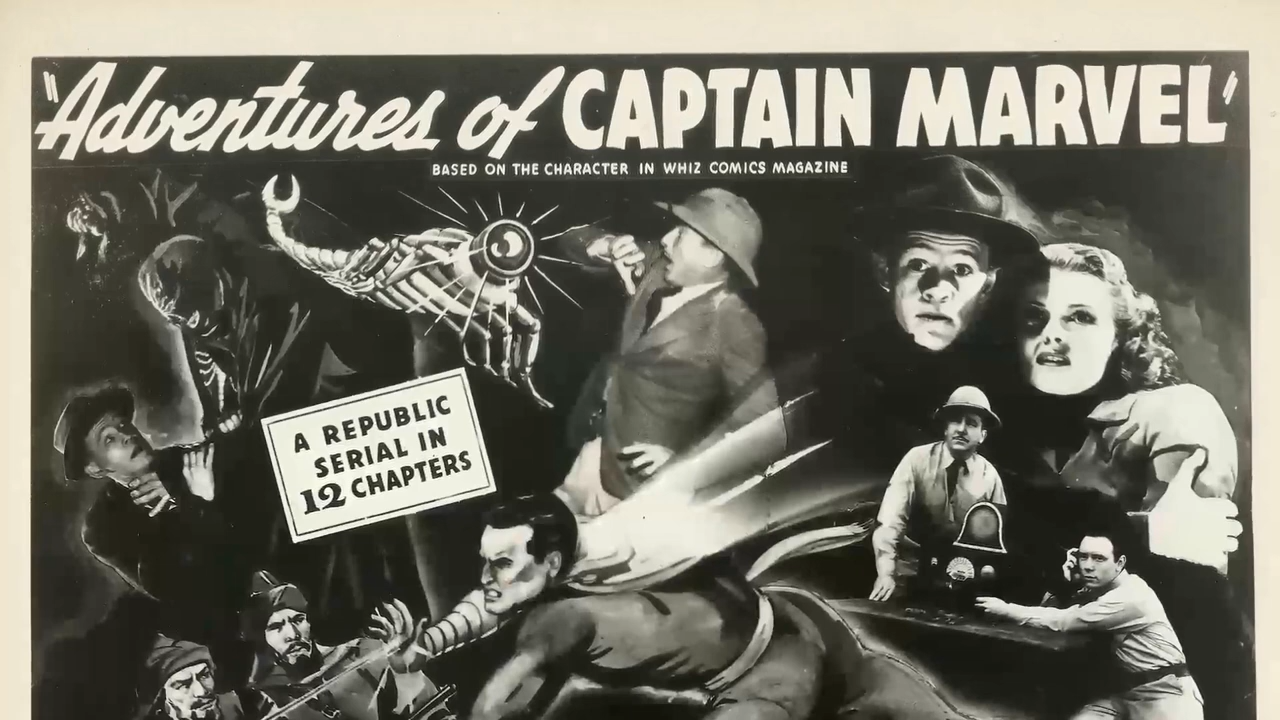 "Adventures of CAPTAIN MARVEL"
BASED ON THE CHARACTER IN WHIZ COMICS MAGAZINE
A REPUBLIC
SERIAL IN
12 CHAPTERS